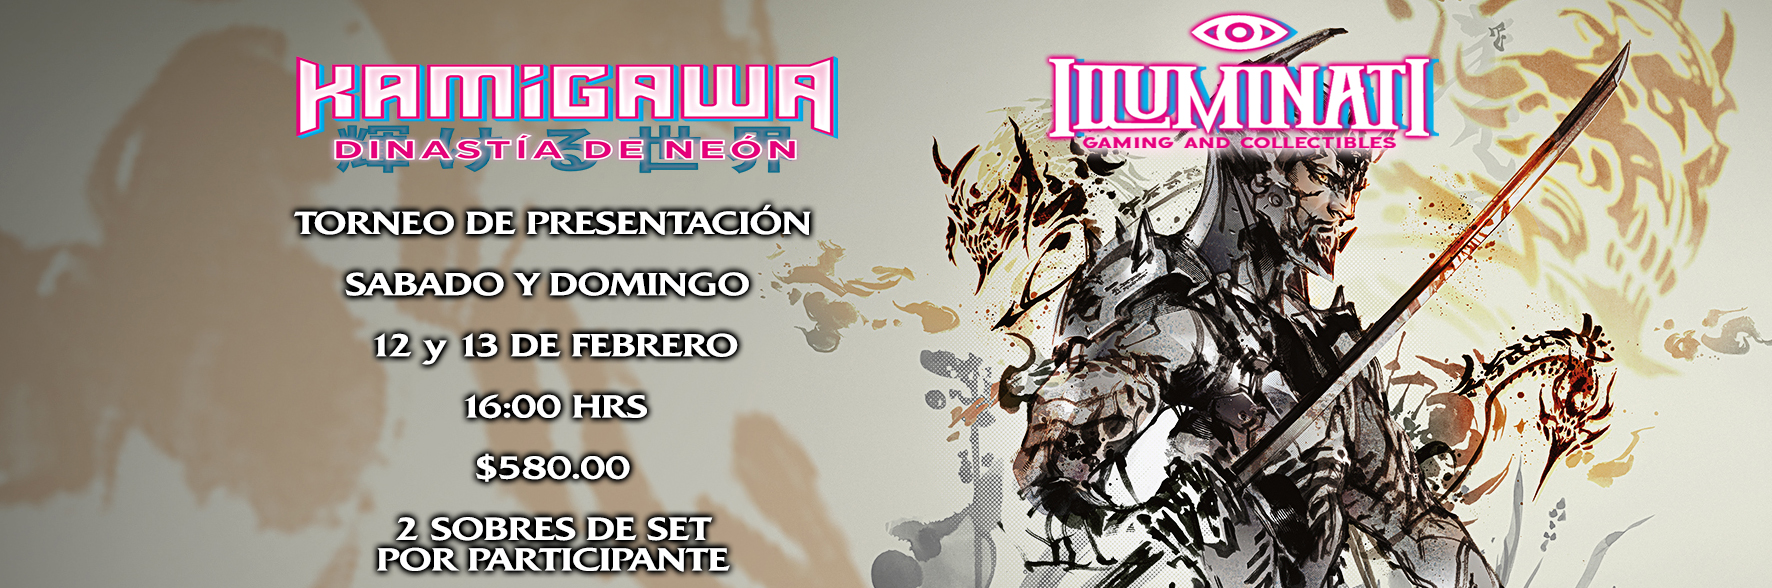 KAMIGAWA
輝ける世界
DINASTÍA DE NEÓN
ILLUMINATI
GAMING AND COLLECTIBLES
TORNEO DE PRESENTACIÓN
SABADO Y DOMINGO
12 y 13 DE FEBRERO
16:00 HRS
$580.00
2 SOBRES DE SET
POR PARTICIPANTE